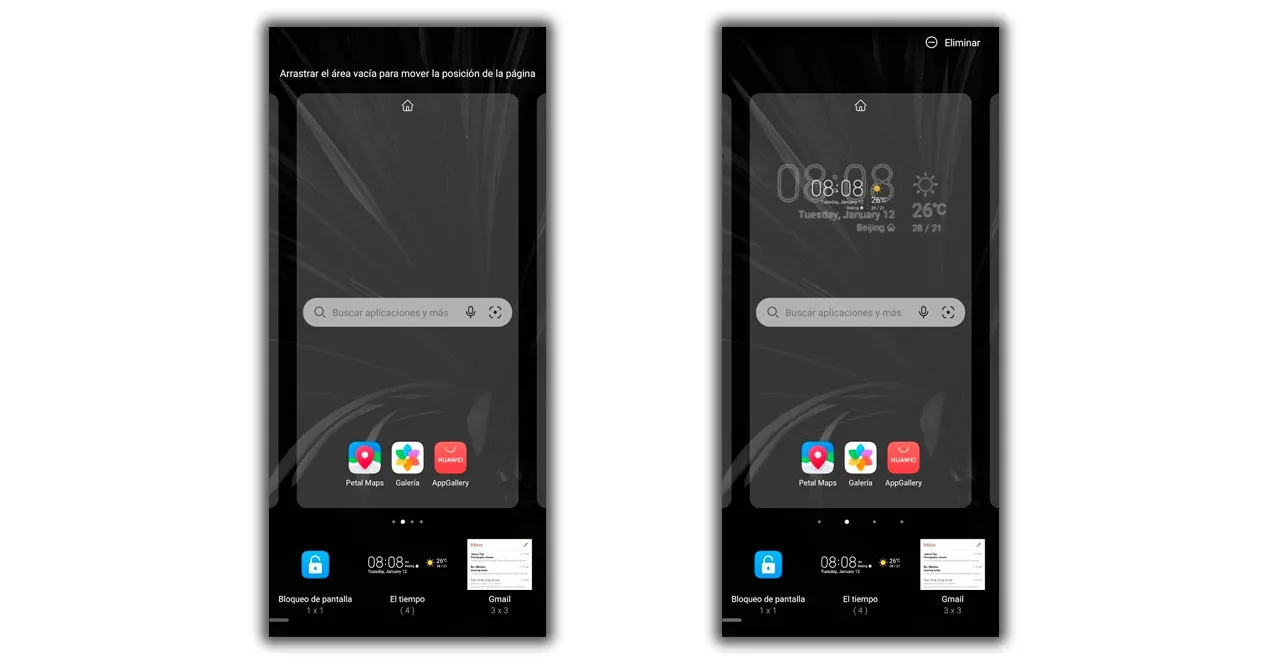 Arrastrar el área vacía para mover la posición de la página
Buscar aplicaciones y más
HUAWEI
Petal Maps
Galería
AppGallery
08:08
Beijing
26°C
Tuesday, January 12
28 / 21
Inbox
Bloqueo de pantalla
El tiempo
Gmail
1 x 1
( 4 )
3 x 3
Eliminar
08:08
08:08
26°C
Tuesday, January 12
Beijing
28 / 21
Tuesday, January 12
26°C
Beijing
28 / 21
Buscar aplicaciones y más
HUAWEI
Petal Maps
Galería
AppGallery
08:08
Beijing
26°C
Tuesday, January 12
28 / 21
Inbox
Bloqueo de pantalla
El tiempo
Gmail
1 x 1
( 4 )
3 x 3